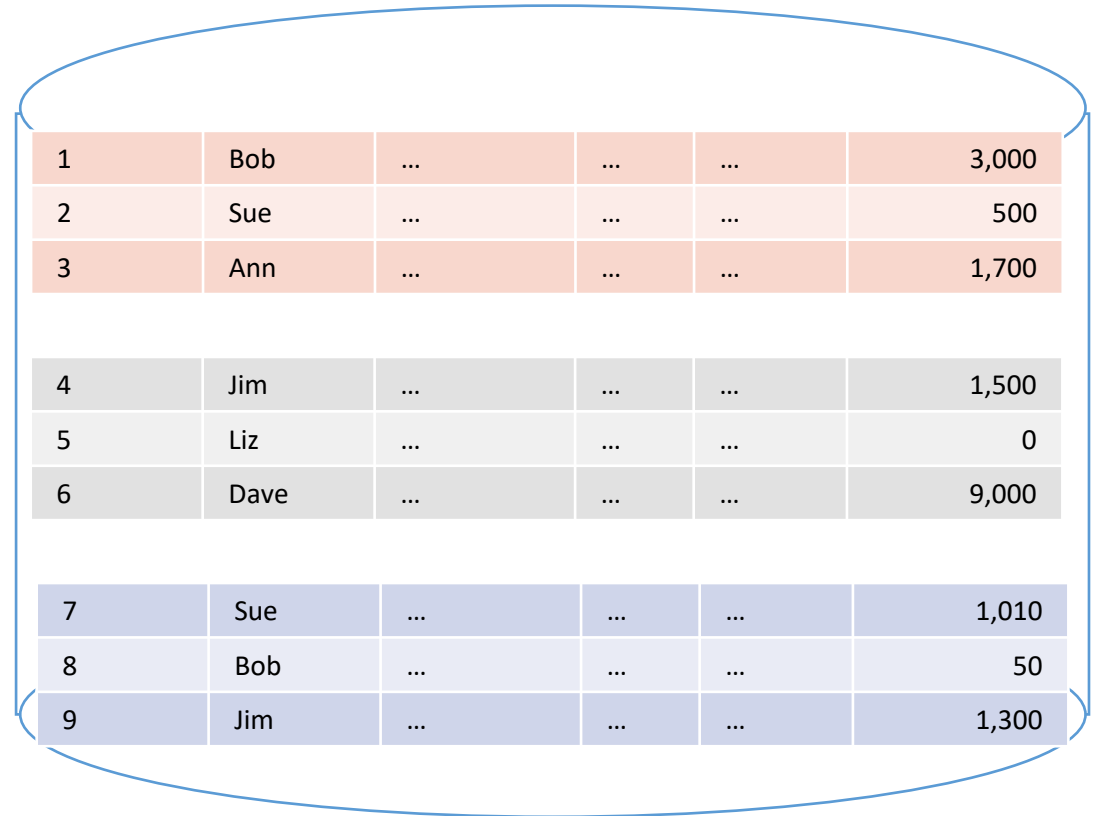 1 Bob ... ... ... 3,000
2 Sue ... ... ... 500
3 Ann ... ... ... 1,700
4 Jim ... ... ... 1,500
5 Liz ... ... ... 0
6 Dave ... ... ... 9,000
7 Sue ... ... ... 1,010
8 Bob ... ... ... 50
9 Jim ... ... ... 1,300